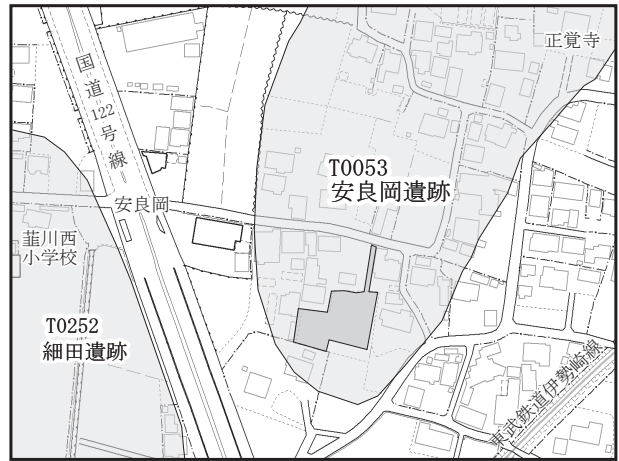 正覚寺
国道122号線
T0053
安良岡遺跡
安良岡
韮川西
小学校
T0252
細田遺跡
東武鉄道伊勢崎線